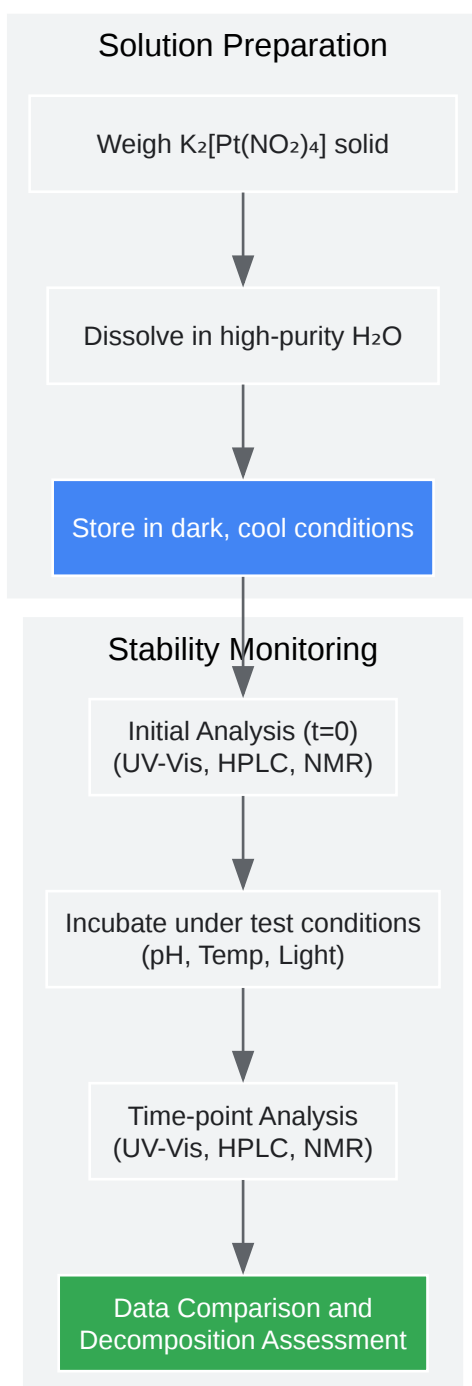 Solution Preparation
Weigh K₂[Pt(NO₂)₄] solid
Dissolve in high-purity H₂O
Store in dark, cool conditions
Stability Monitoring
Initial Analysis (t=0)
(UV-Vis, HPLC, NMR)
Incubate under test conditions
(pH, Temp, Light)
Time-point Analysis
(UV-Vis, HPLC, NMR)
Data Comparison and
Decomposition Assessment